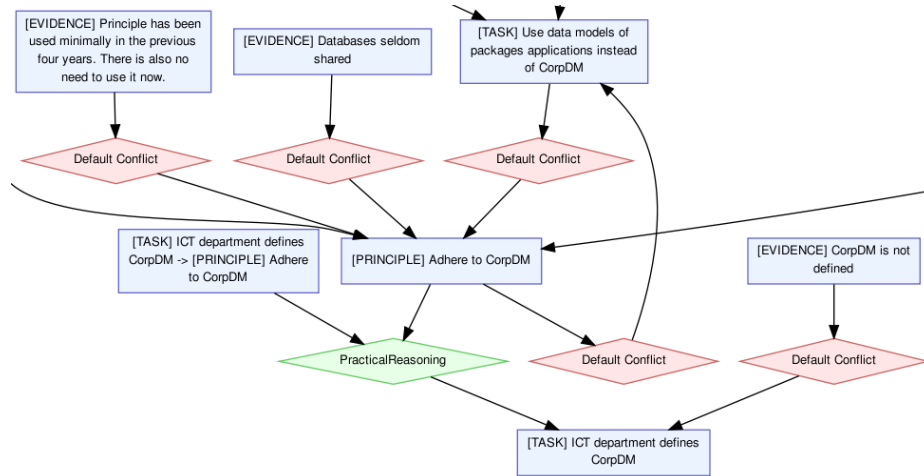 [EVIDENCE] Principle has been
used minimally in the previous
four years. There is also no
need to use it now.
[EVIDENCE] Databases seldom
shared
[TASK] Use data models of
packages applications instead
of CorpDM
Default Conflict
Default Conflict
Default Conflict
[TASK] ICT department defines
CorpDM -> [PRINCIPLE] Adhere
to CorpDM
[PRINCIPLE] Adhere to CorpDM
[EVIDENCE] CorpDM is not
defined
PracticalReasoning
Default Conflict
Default Conflict
[TASK] ICT department defines
CorpDM